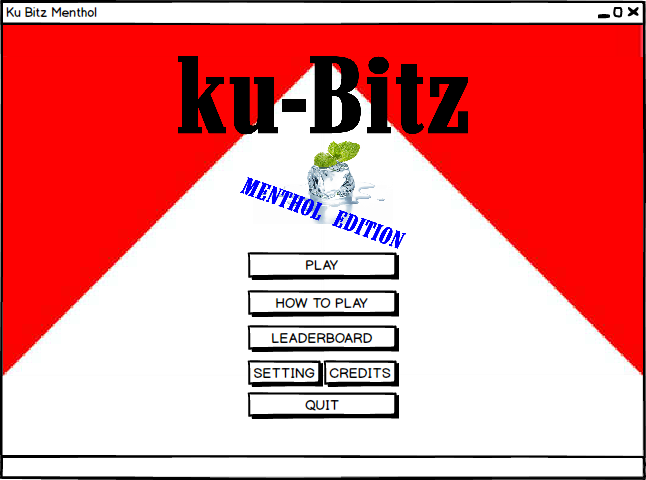 Ku Bitz Menthol
ku-Bitz
MENTHOL EDITION
PLAY
HOW TO PLAY
LEADERBOARD
SETTING CREDITS
QUIT